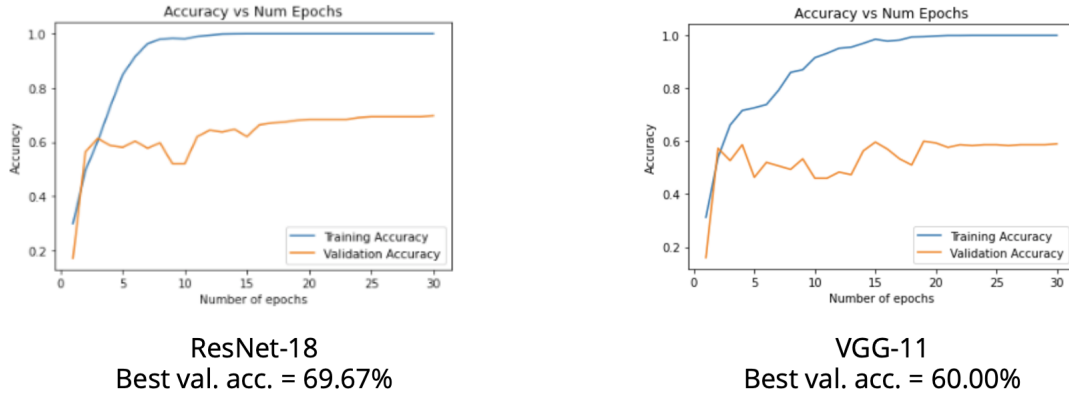 Accuracy vs Num Epochs
1.0
0.8
0.6
0.4
0.2
Accuracy
Training Accuracy
Validation Accuracy
0 5 10 15 20 25 30
Number of epochs
ResNet-18
Best val. acc. = 69.67%
Accuracy vs Num Epochs
1.0
0.8
0.6
0.4
0.2
Accuracy
Training Accuracy
Validation Accuracy
0 5 10 15 20 25 30
Number of epochs
VGG-11
Best val. acc. = 60.00%